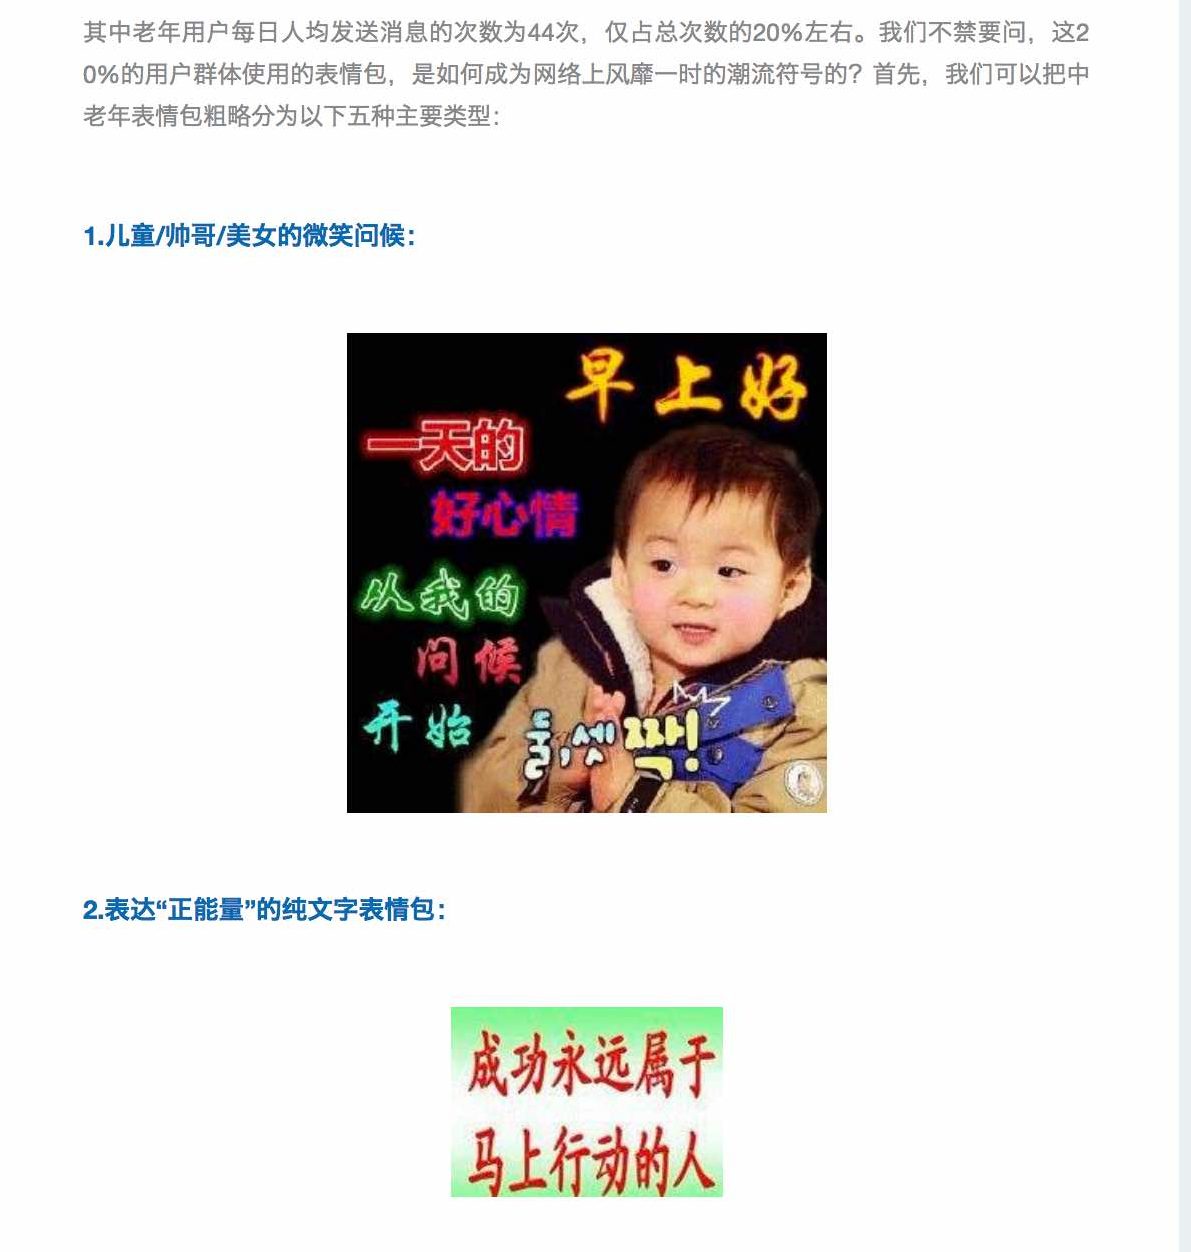 其中老年用户每日人均发送消息的次数为44次，仅占总次数的20%左右。我们不禁要问，这2
0%的用户群体使用的表情包，是如何成为网络上风靡一时的潮流符号的？首先，我们可以把中
老年表情包粗略分为以下五种主要类型：
1.儿童/帅哥/美女的微笑问候：
早上好
一天的
好心情
从我的
问候
开始
둘,셋 짝!
2.表达“正能量”的纯文字表情包：
成功永远属于
马上行动的人